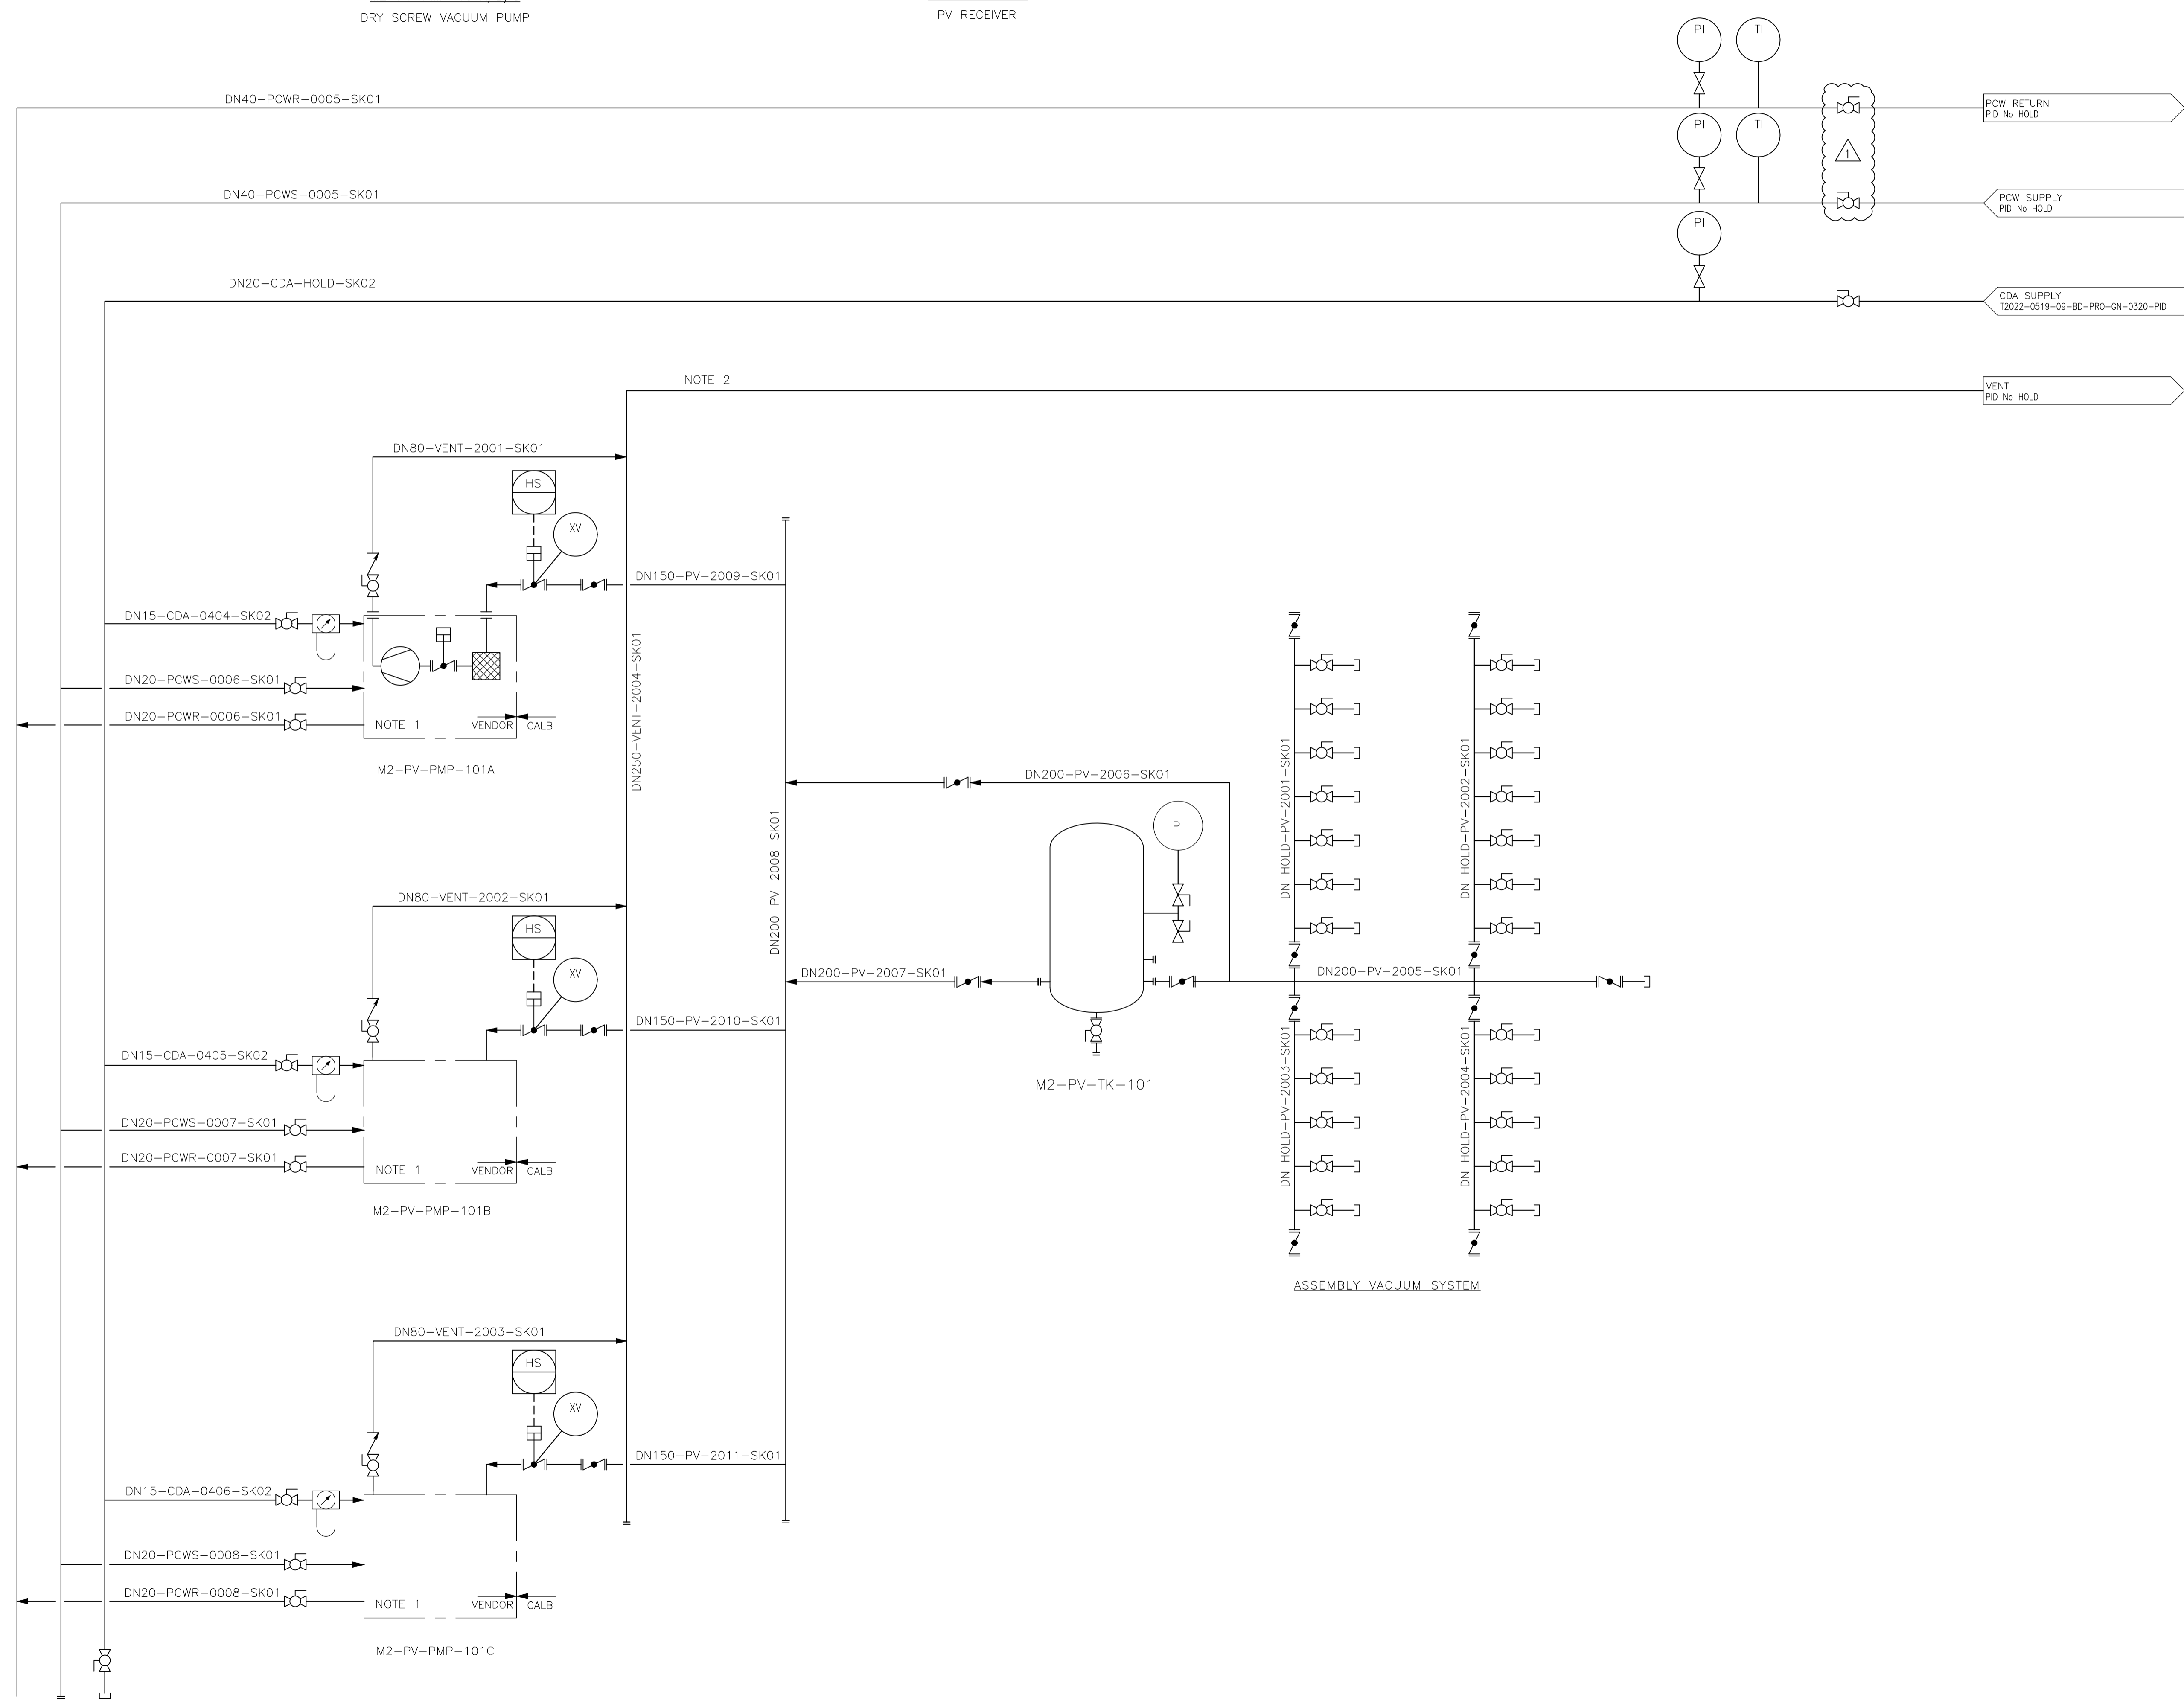 DRY SCREW VACUUM PUMP
PV RECEIVER
PI
TI
DN40-PCWR-0005-SK01
PCW RETURN
PID No HOLD
PI
TI
1
DN40-PCWS-0005-SK01
PCW SUPPLY
PID No HOLD
PI
DN20-CDA-HOLD-SK02
CDA SUPPLY
T2022-0519-09-BD-PRO-GN-0320-PID
NOTE 2
VENT
PID No HOLD
DN80-VENT-2001-SK01
HS
XV
DN150-PV-2009-SK01
DN15-CDA-0404-SK02
DN20-PCWS-0006-SK01
DN20-PCWR-0006-SK01
NOTE 1
VENDOR
CALB
M2-PV-PMP-101A
DN250-VENT-2004-SK01
DN200-PV-2006-SK01
DN200-PV-2008-SK01
PI
DN HOLD-PV-2001-SK01
DN HOLD-PV-2002-SK01
DN80-VENT-2002-SK01
HS
XV
DN200-PV-2007-SK01
DN200-PV-2005-SK01
DN150-PV-2010-SK01
DN15-CDA-0405-SK02
M2-PV-TK-101
DN HOLD-PV-2003-SK01
DN HOLD-PV-2004-SK01
DN20-PCWS-0007-SK01
DN20-PCWR-0007-SK01
NOTE 1
VENDOR
CALB
M2-PV-PMP-101B
ASSEMBLY VACUUM SYSTEM
DN80-VENT-2003-SK01
HS
XV
DN150-PV-2011-SK01
DN15-CDA-0406-SK02
DN20-PCWS-0008-SK01
DN20-PCWR-0008-SK01
NOTE 1
VENDOR
CALB
M2-PV-PMP-101C